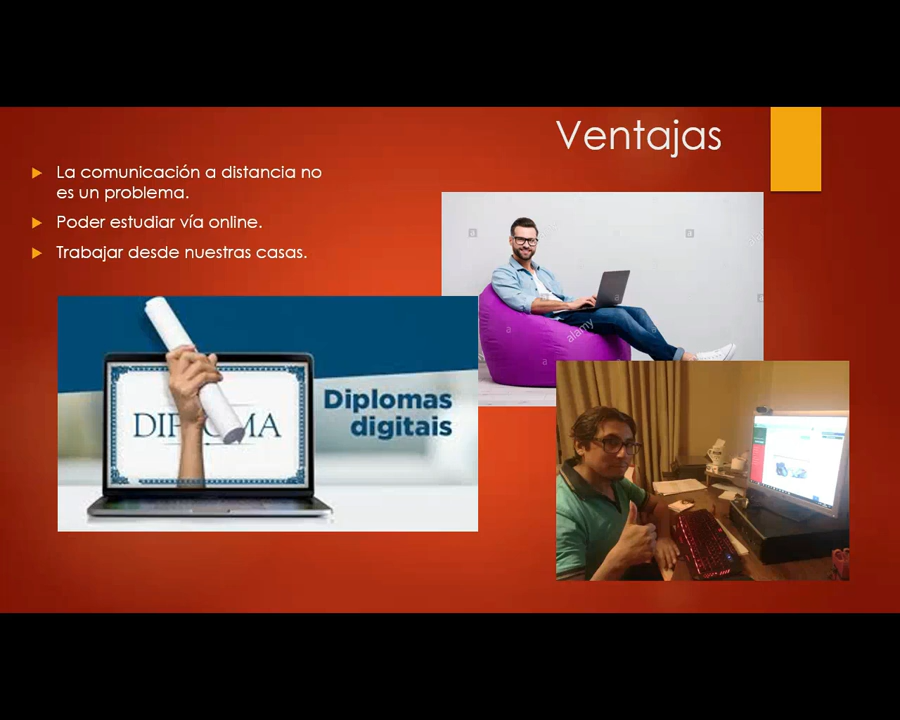 Ventajas
La comunicación a distancia no
es un problema.
Poder estudiar vía online.
Trabajar desde nuestras casas.
a
a
a
alamy
a
a
DIPLOMA
Diplomas
digitais